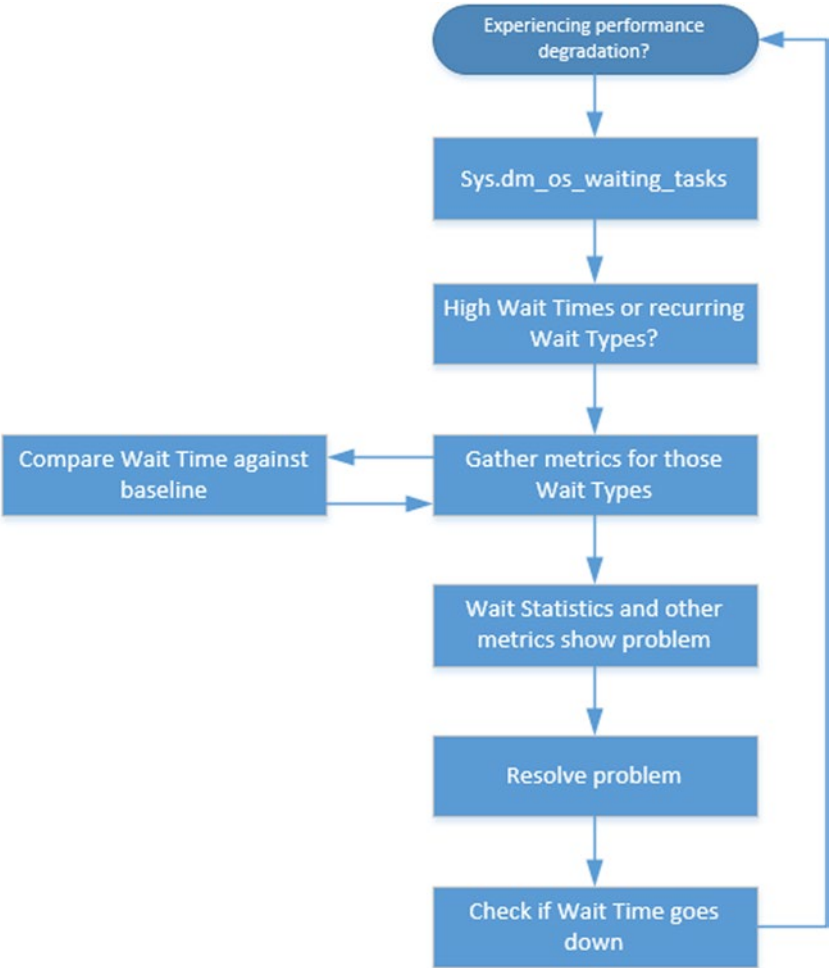 Experiencing performance
degradation?
Sys.dm_os_waiting_tasks
High Wait Times or recurring
Wait Types?
Compare Wait Time against
baseline
Gather metrics for those
Wait Types
Wait Statistics and other
metrics show problem
Resolve problem
Check if Wait Time goes
down